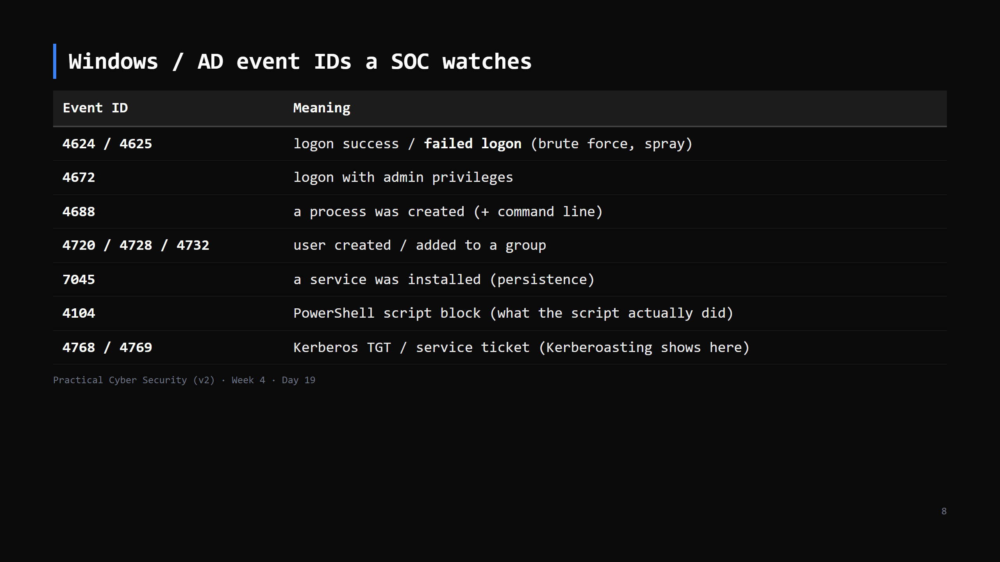 Windows / AD event IDs a SOC watches
Event ID Meaning
4624 / 4625 logon success / failed logon (brute force, spray)
4672 logon with admin privileges
4688 a process was created (+ command line)
4720 / 4728 / 4732 user created / added to a group
7045 a service was installed (persistence)
4104 PowerShell script block (what the script actually did)
4768 / 4769 Kerberos TGT / service ticket (Kerberoasting shows here)
Practical Cyber Security (v2) · Week 4 · Day 19
8